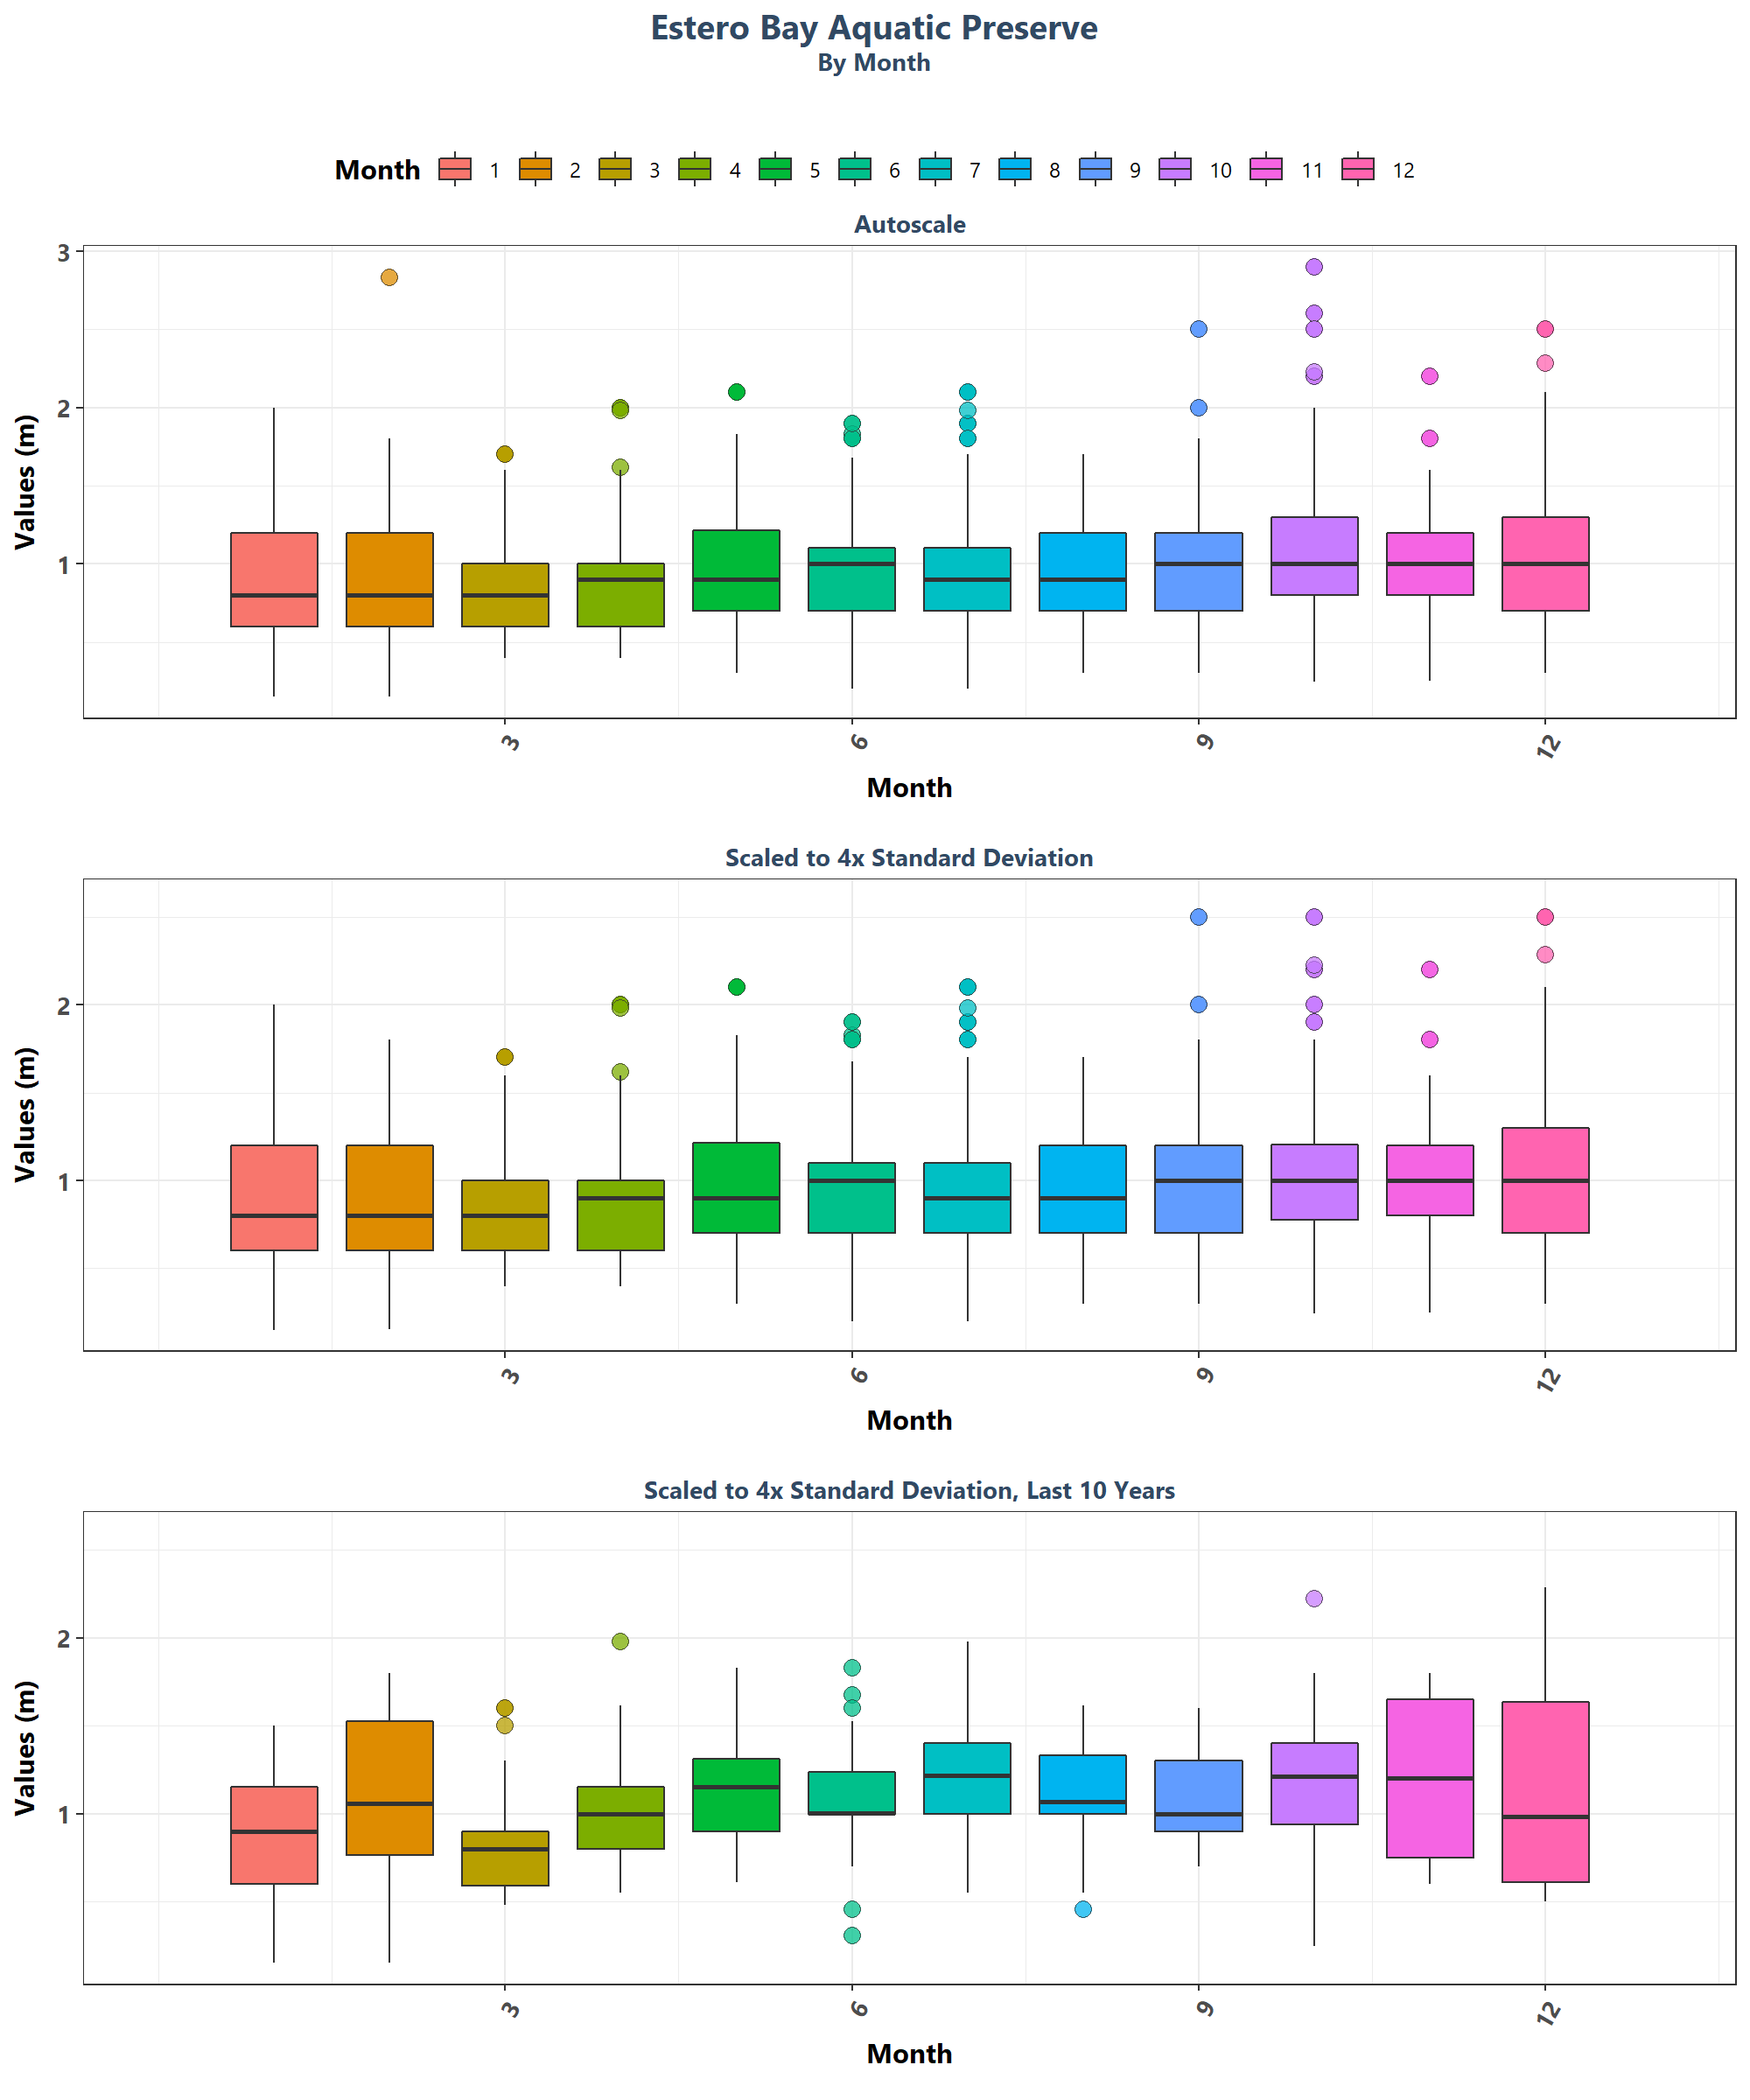 Estero Bay Aquatic Preserve
By Month
Month 1 2 3 4 5 6 7 8 9 10 11 12
Autoscale
Values (m)
3
2
1
3 6 9 12
Month
Scaled to 4x Standard Deviation
Values (m)
2
1
3 6 9 12
Month
Scaled to 4x Standard Deviation, Last 10 Years
Values (m)
2
1
3 6 9 12
Month